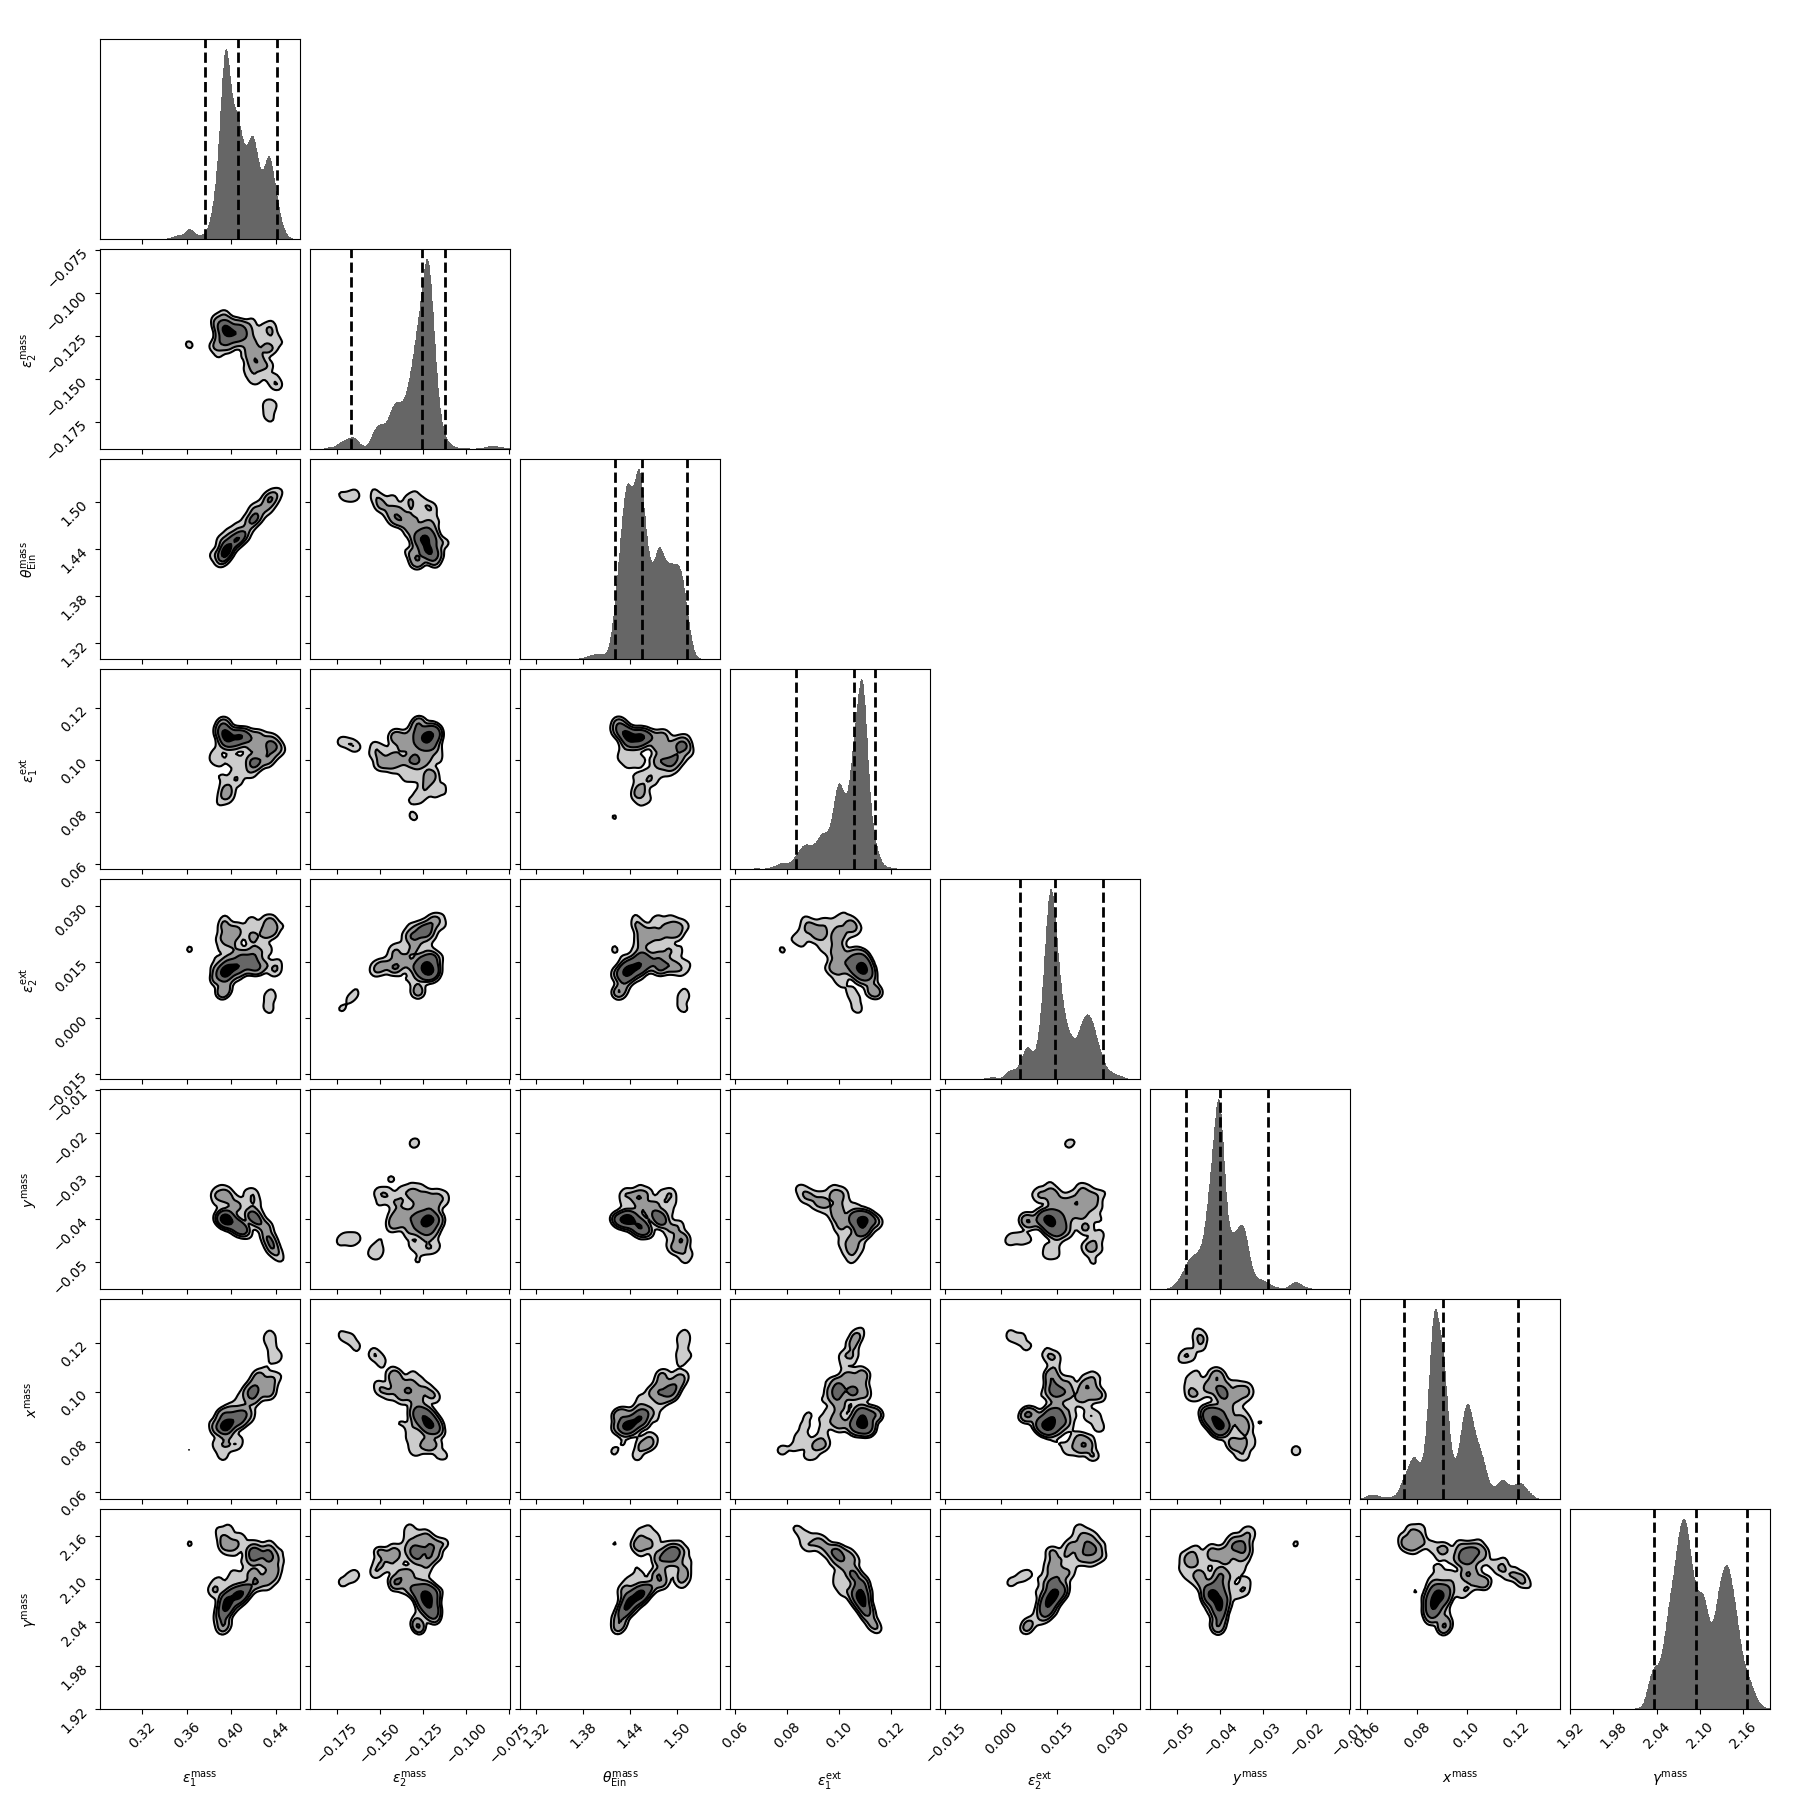 ε₂^mass −0.075 −0.100 −0.125 −0.150 −0.175
θ_Ein^mass 1.50 1.44 1.38 1.32
ε₁^ext 0.12 0.10 0.08 0.06
ε₂^ext 0.030 0.015 0.000 −0.015
y^mass −0.01 −0.02 −0.03 −0.04 −0.05
x^mass 0.12 0.10 0.08 0.06
γ^mass 2.16 2.10 2.04 1.98 1.92
0.32 0.36 0.40 0.44 −0.175 −0.150 −0.125 −0.100 −0.075 1.32 1.38 1.44 1.50 0.06 0.08 0.10 0.12 −0.015 0.000 0.015 0.030 −0.05 −0.04 −0.03 −0.02 −0.01 0.06 0.08 0.10 0.12 1.92 1.98 2.04 2.10 2.16
ε₁^mass ε₂^mass θ_Ein^mass ε₁^ext ε₂^ext y^mass x^mass γ^mass